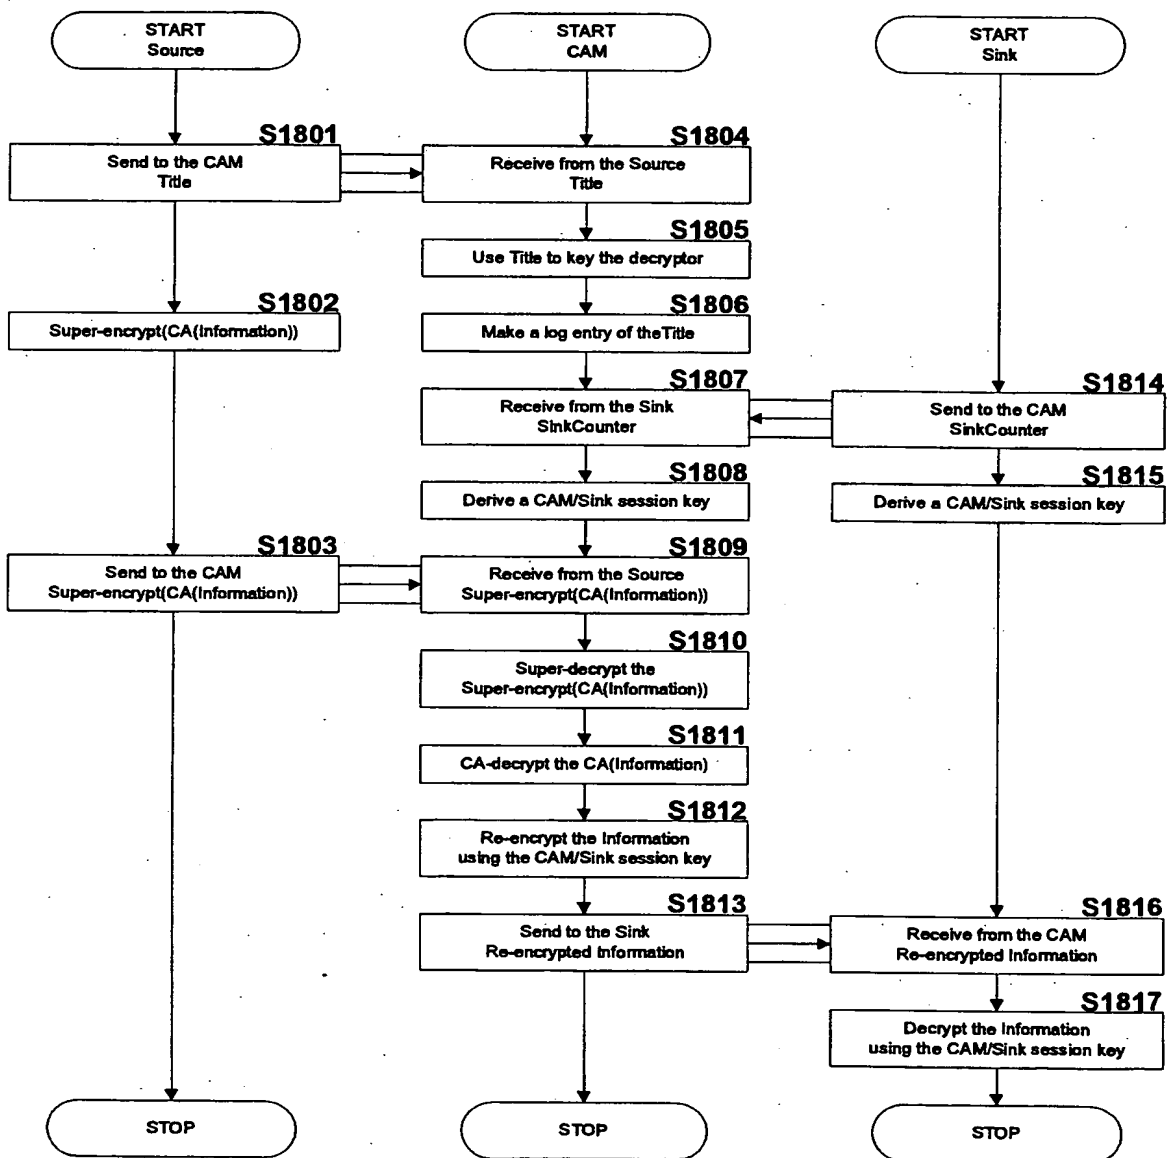 START
Source
START
CAM
START
Sink
S1801
Send to the CAM
Title
S1804
Receive from the Source
Title
S1805
Use Title to key the decryptor
S1802
Super-encrypt(CA(Information))
S1806
Make a log entry of theTitle
S1807
Receive from the Sink
SinkCounter
S1814
Send to the CAM
SinkCounter
S1808
Derive a CAM/Sink session key
S1815
Derive a CAM/Sink session key
S1803
Send to the CAM
Super-encrypt(CA(Information))
S1809
Receive from the Source
Super-encrypt(CA(Information))
S1810
Super-decrypt the
Super-encrypt(CA(Information))
S1811
CA-decrypt the CA(Information)
S1812
Re-encrypt the Information
using the CAM/Sink session key
S1813
Send to the Sink
Re-encrypted Information
S1816
Receive from the CAM
Re-encrypted Information
S1817
Decrypt the Information
using the CAM/Sink session key
STOP
STOP
STOP